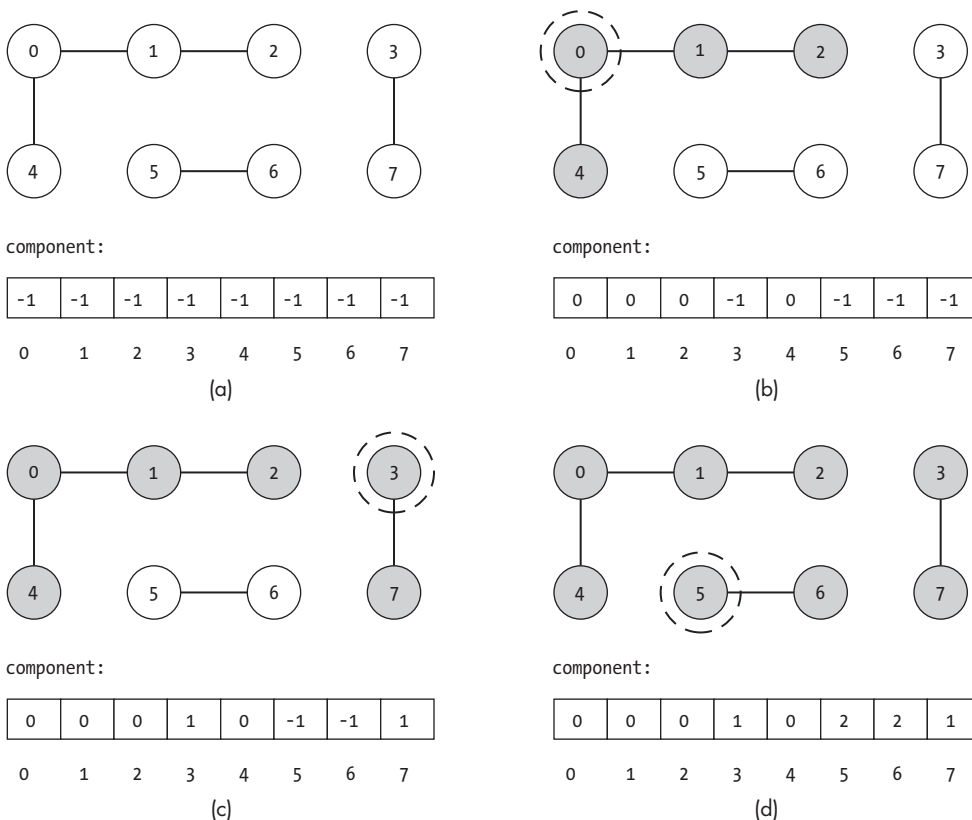 0 1 2 3
4 5 6 7
component:
-1 -1 -1 -1 -1 -1 -1 -1
0 1 2 3 4 5 6 7
(a)
0 1 2 3
4 5 6 7
component:
0 0 0 -1 0 -1 -1 -1
0 1 2 3 4 5 6 7
(b)
0 1 2 3
4 5 6 7
component:
0 0 0 1 0 -1 -1 1
0 1 2 3 4 5 6 7
(c)
0 1 2 3
4 5 6 7
component:
0 0 0 1 0 2 2 1
0 1 2 3 4 5 6 7
(d)